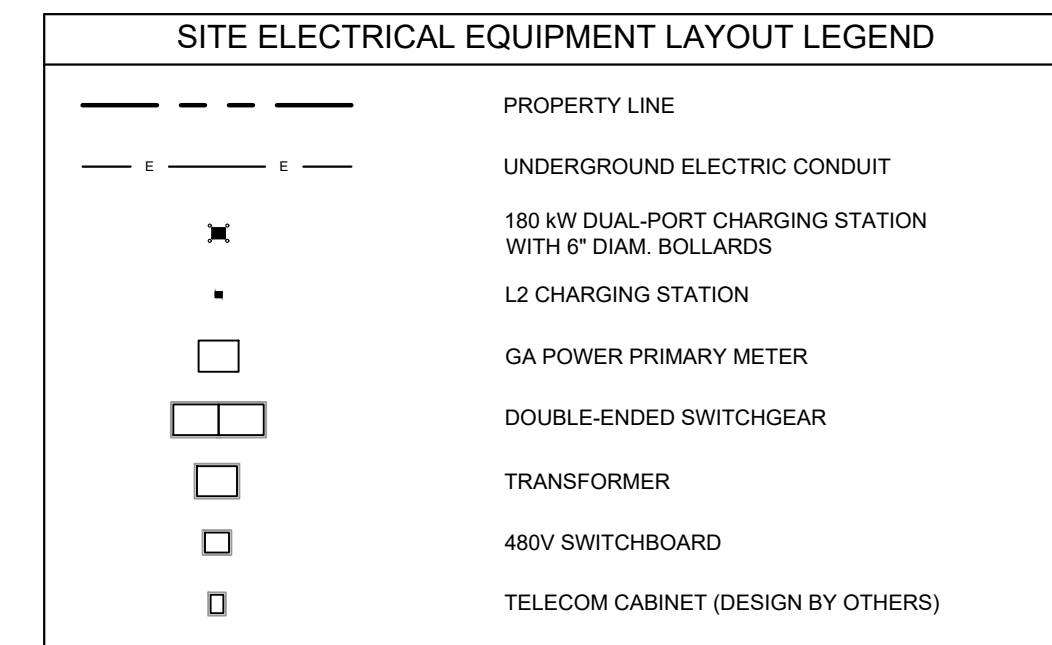 SITE ELECTRICAL EQUIPMENT LAYOUT LEGEND
PROPERTY LINE
E E
UNDERGROUND ELECTRIC CONDUIT
180 kW DUAL-PORT CHARGING STATION
WITH 6" DIAM. BOLLARDS
L2 CHARGING STATION
GA POWER PRIMARY METER
DOUBLE-ENDED SWITCHGEAR
TRANSFORMER
480V SWITCHBOARD
TELECOM CABINET (DESIGN BY OTHERS)